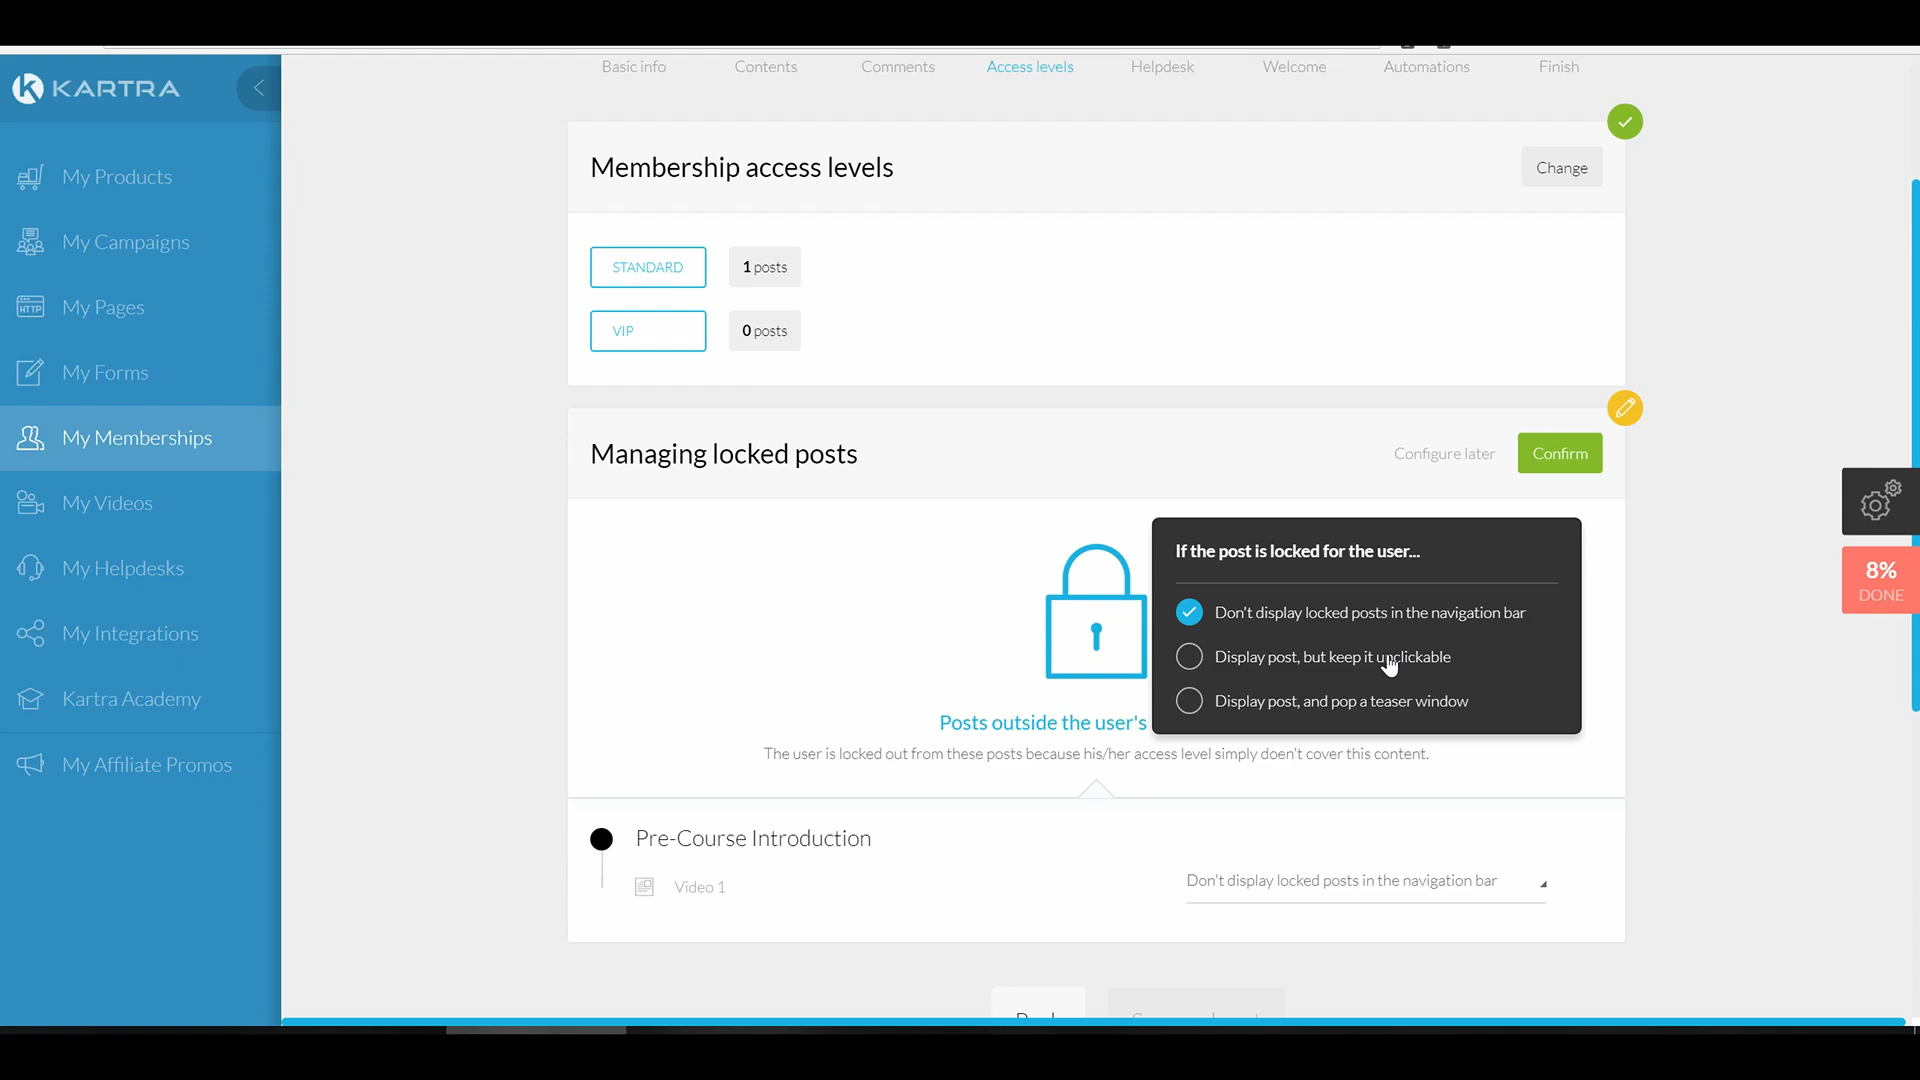 Basic info
Contents
Comments
Access levels
Helpdesk
Welcome
Automations
Finish
KARTRA
My Products
My Campaigns
HTTP
My Pages
My Forms
My Memberships
My Videos
My Helpdesks
My Integrations
Kartra Academy
My Affiliate Promos
Membership access levels
Change
STANDARD
1 posts
VIP
0 posts
Managing locked posts
Configure later
Confirm
If the post is locked for the user...
Don't display locked posts in the navigation bar
Display post, but keep it unclickable
Display post, and pop a teaser window
8%
DONE
Posts outside the user's
The user is locked out from these posts because his/her access level simply doen't cover this content.
Pre-Course Introduction
Video 1
Don't display locked posts in the navigation bar